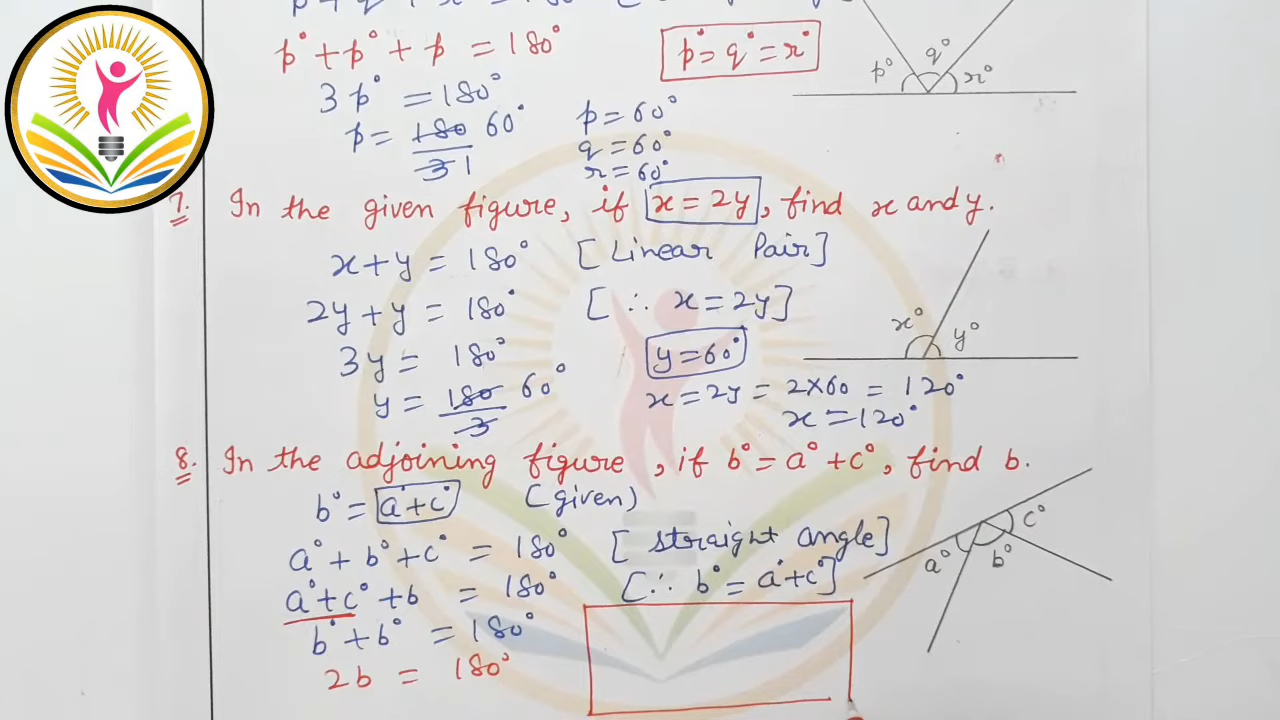 p° + p° + p = 180°
p° = q° = r°
p° q° r°
3p° = 180°
p = 180/3 60° 1
p = 60°
q = 60°
r = 60°
7. In the given figure, if x = 2y, find x and y.
x + y = 180° [Linear Pair]
2y + y = 180° [∴ x = 2y]
3y = 180°
y = 60°
x° y°
y = 180/3 60°
x = 2y = 2×60 = 120°
x = 120°
8. In the adjoining figure, if b° = a° + c°, find b.
b° = a° + c° (given)
a° + b° + c° = 180° [straight angle]
a° b° c°
a° + c° + b = 180° [∴ b° = a° + c°]
b° + b° = 180°
2b = 180°